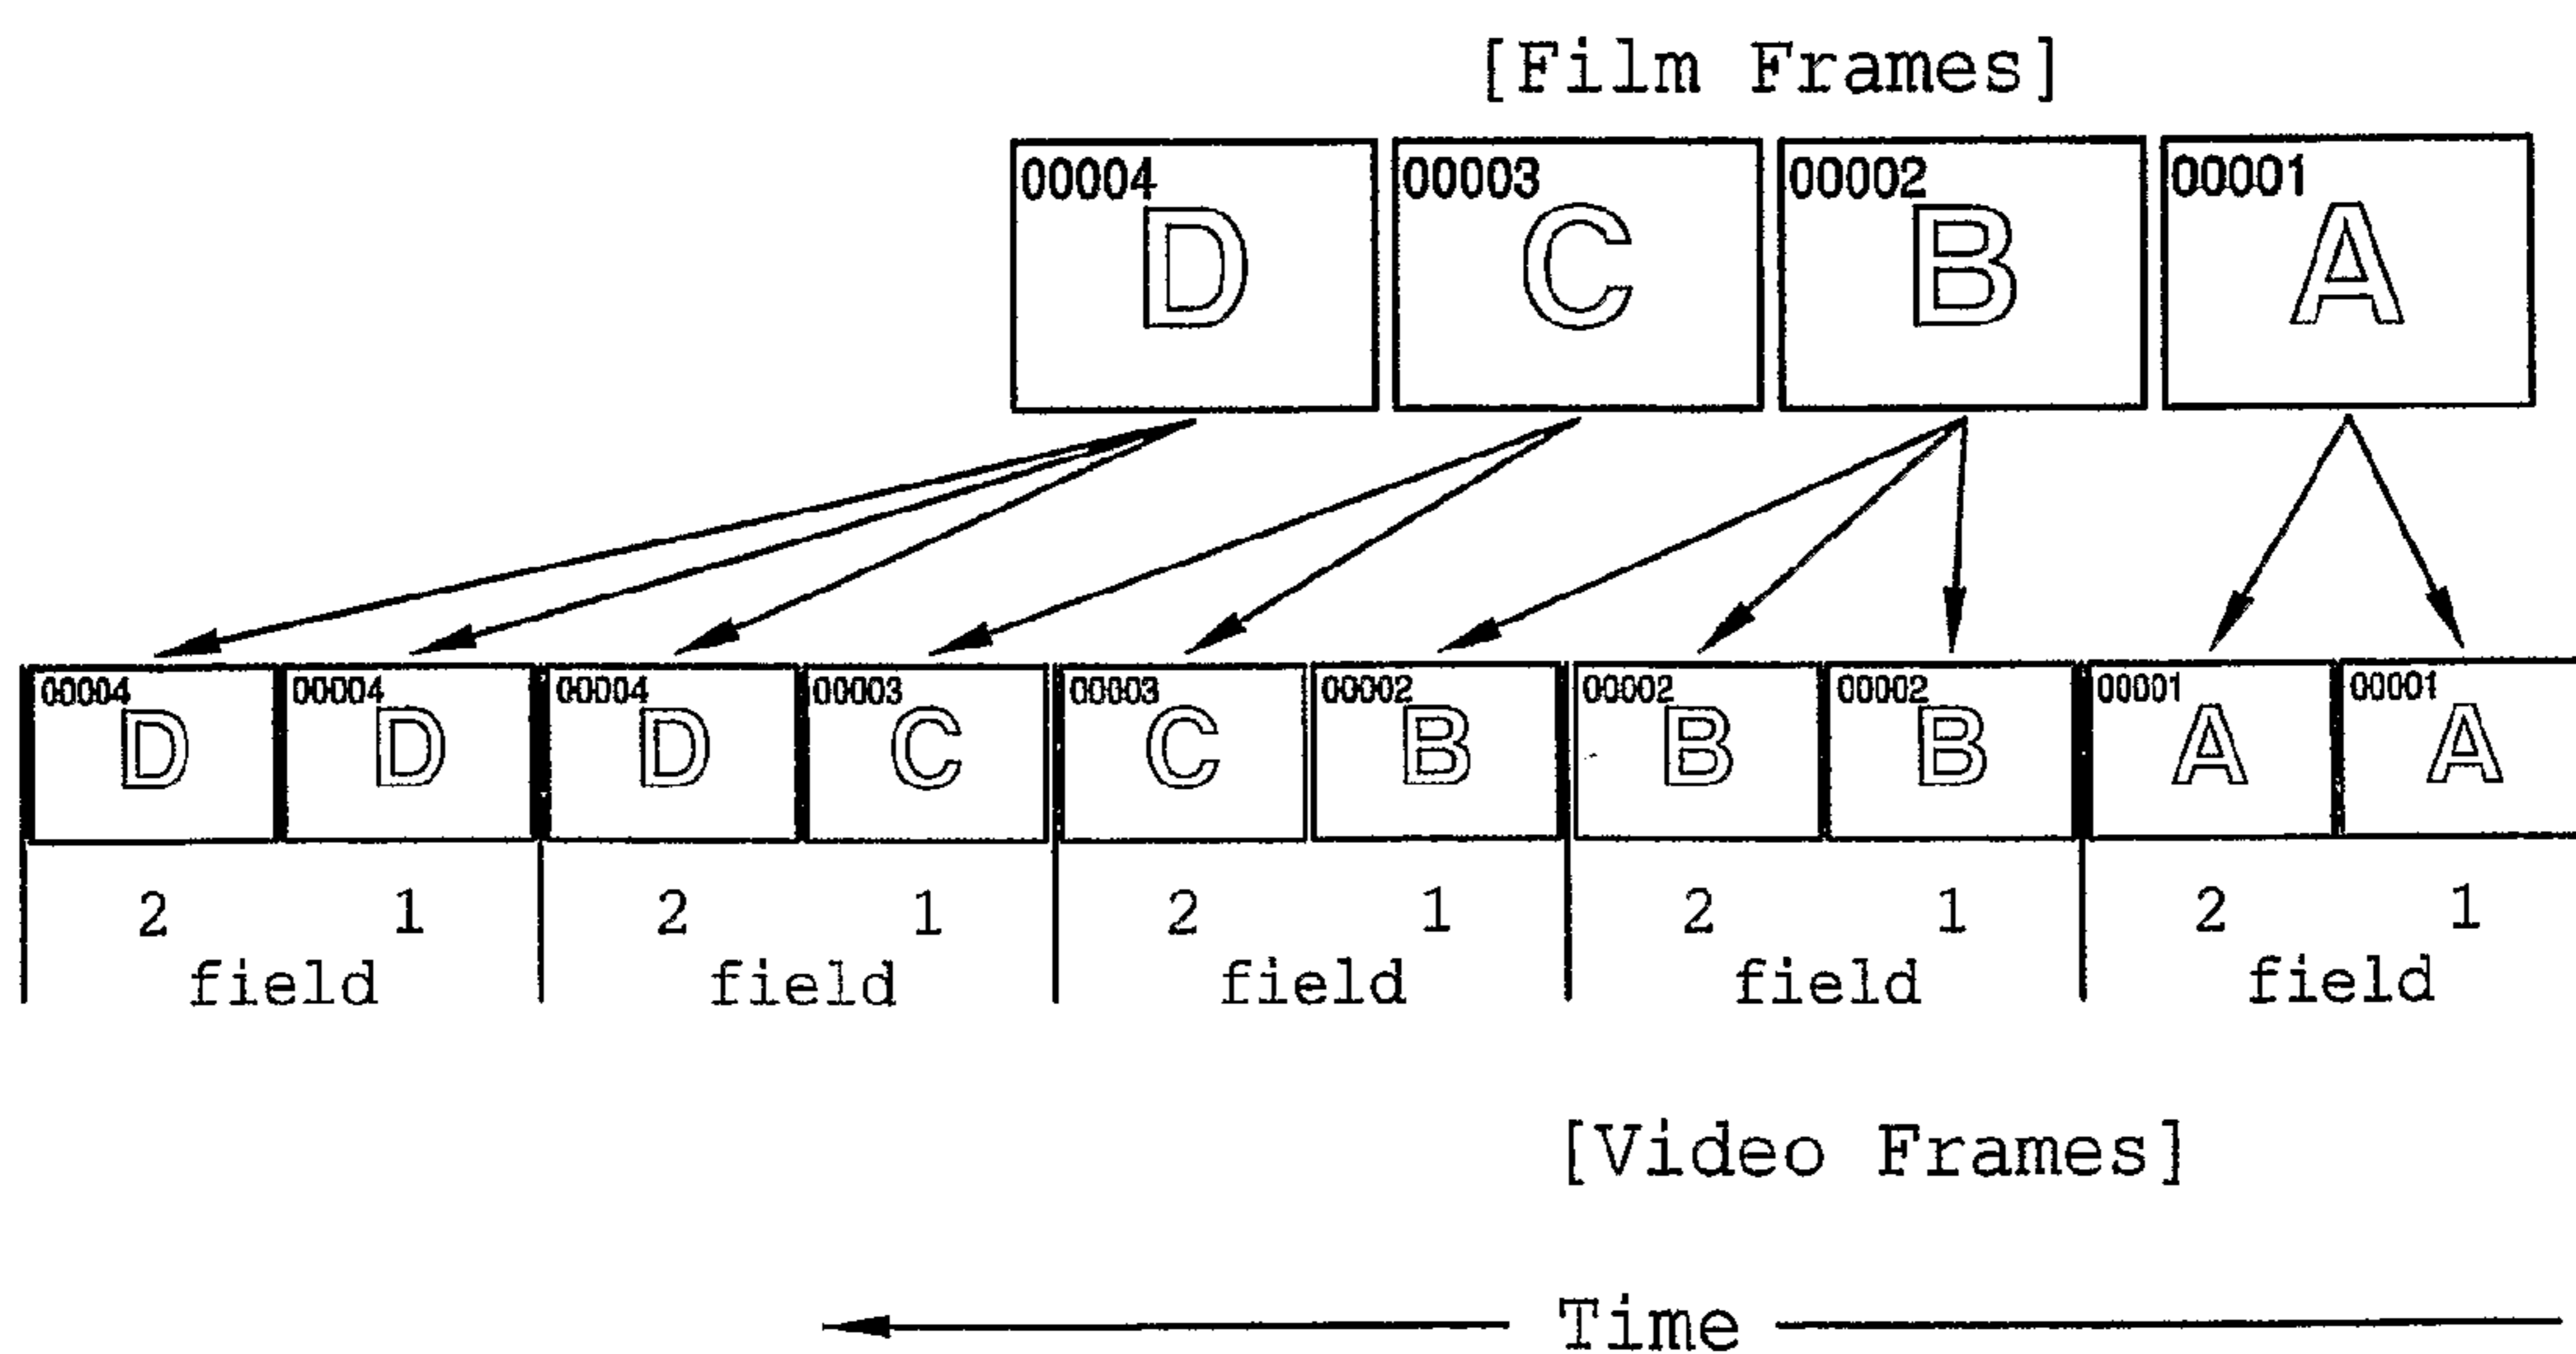 [Film Frames]
00004 00003 00002 00001
D C B A
00004 00004 00004 00003 00003 00002 00002 00002 00001 00001
D D D C C B B B A A
2 1 2 1 2 1 2 1 2 1
field field field field field
[Video Frames]
Time